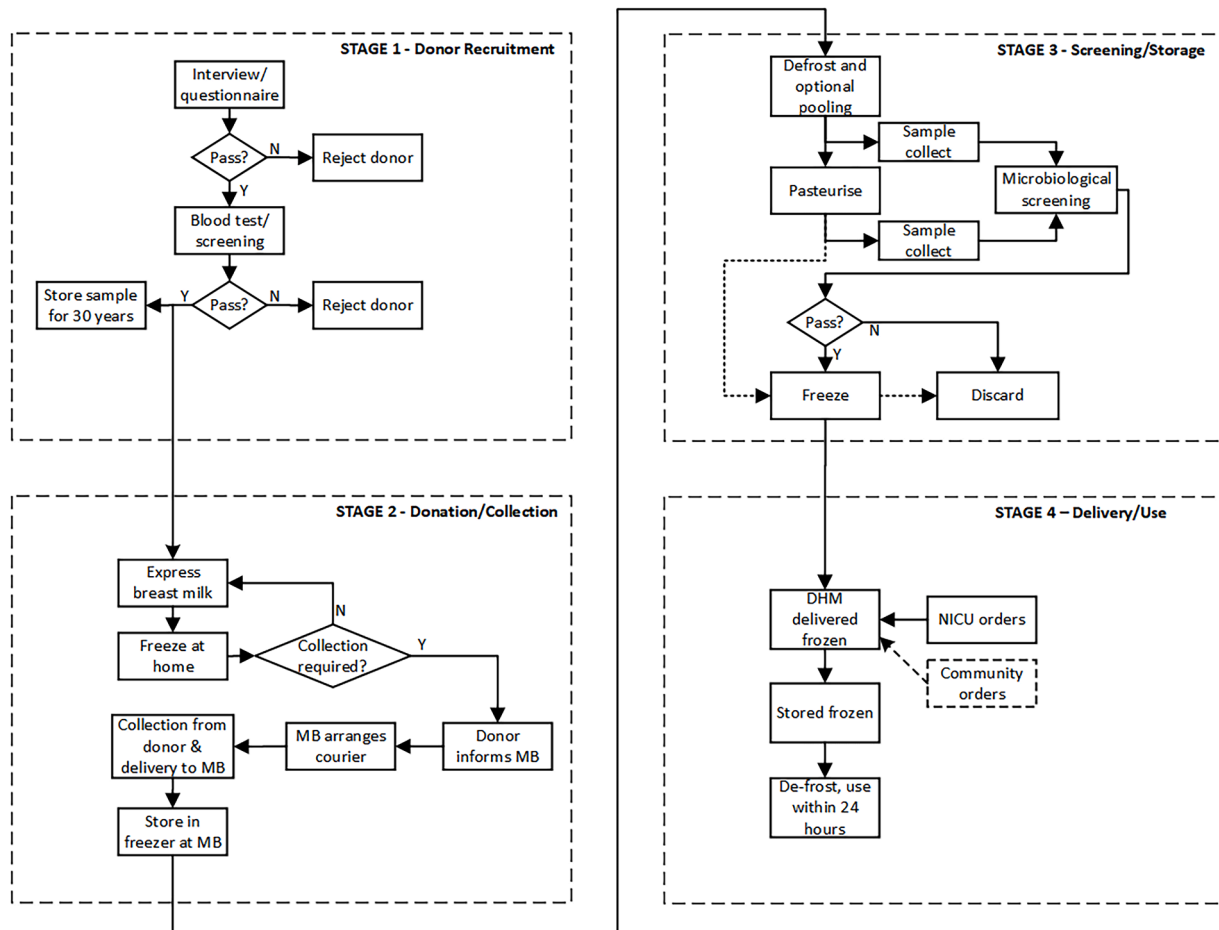 STAGE 1 - Donor Recruitment
Interview/
questionnaire
Pass?
N
Reject donor
Y
Blood test/
screening
Store sample
for 30 years
Y
Pass?
N
Reject donor
STAGE 2 - Donation/Collection
Express
breast milk
N
Freeze at
home
Collection
required?
Y
Collection from
donor &
delivery to MB
MB arranges
courier
Donor
informs MB
Store in
freezer at MB
STAGE 3 - Screening/Storage
Defrost and
optional
pooling
Sample
collect
Pasteurise
Microbiological
screening
Sample
collect
Pass?
N
Y
Freeze
Discard
STAGE 4 – Delivery/Use
DHM
delivered
frozen
NICU orders
Community
orders
Stored frozen
De-frost, use
within 24
hours